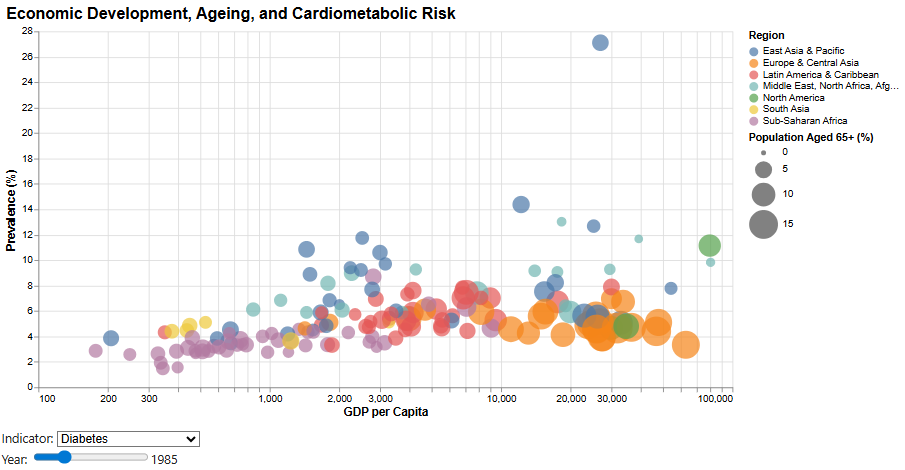 Economic Development, Ageing, and Cardiometabolic Risk
28
26
24
22
20
18
16
14
12
10
8
6
4
2
0
Prevalence (%)
100
200
300
1,000
2,000
3,000
10,000
20,000
30,000
100,000
GDP per Capita
Region
East Asia & Pacific
Europe & Central Asia
Latin America & Caribbean
Middle East, North Africa, Afg…
North America
South Asia
Sub-Saharan Africa
Population Aged 65+ (%)
0
5
10
15
Indicator: Diabetes
Year: 1985